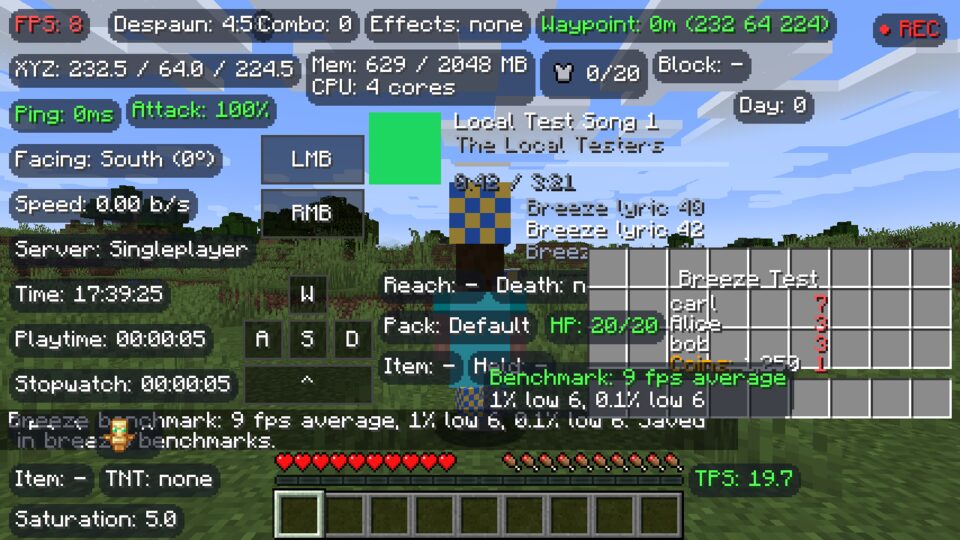 FPS: 8
Despawn: 4:5
Combo: 0
Effects: none
Waypoint: 0m (232 64 224)
● REC
XYZ: 232.5 / 64.0 / 224.5
Mem: 629 / 2048 MB
CPU: 4 cores
0/20
Block: -
Day: 0
Ping: 0ms
Attack: 100%
Local Test Song 1
The Local Testers
0:42 / 3:21
Facing: South (0°)
LMB
Speed: 0.00 b/s
RMB
Breeze lyric 40
Breeze lyric 42
Breeze
Server: Singleplayer
Breeze Test
Reach: -
Death: n
Time: 17:39:25
W
carl 7
Alice 3
bob 3
Coins: 1,250 1
Pack: Default
HP: 20/20
Playtime: 00:00:05
A
S
D
Item: -
Held: -
Stopwatch: 00:00:05
^
Benchmark: 9 fps average
1% low 6, 0.1% low 6
Breeze benchmark: 9 fps average, 1% low 6, 0.1% low 6. Saved
in breeze benchmarks.
Item: -
TNT: none
TPS: 19.7
Saturation: 5.0